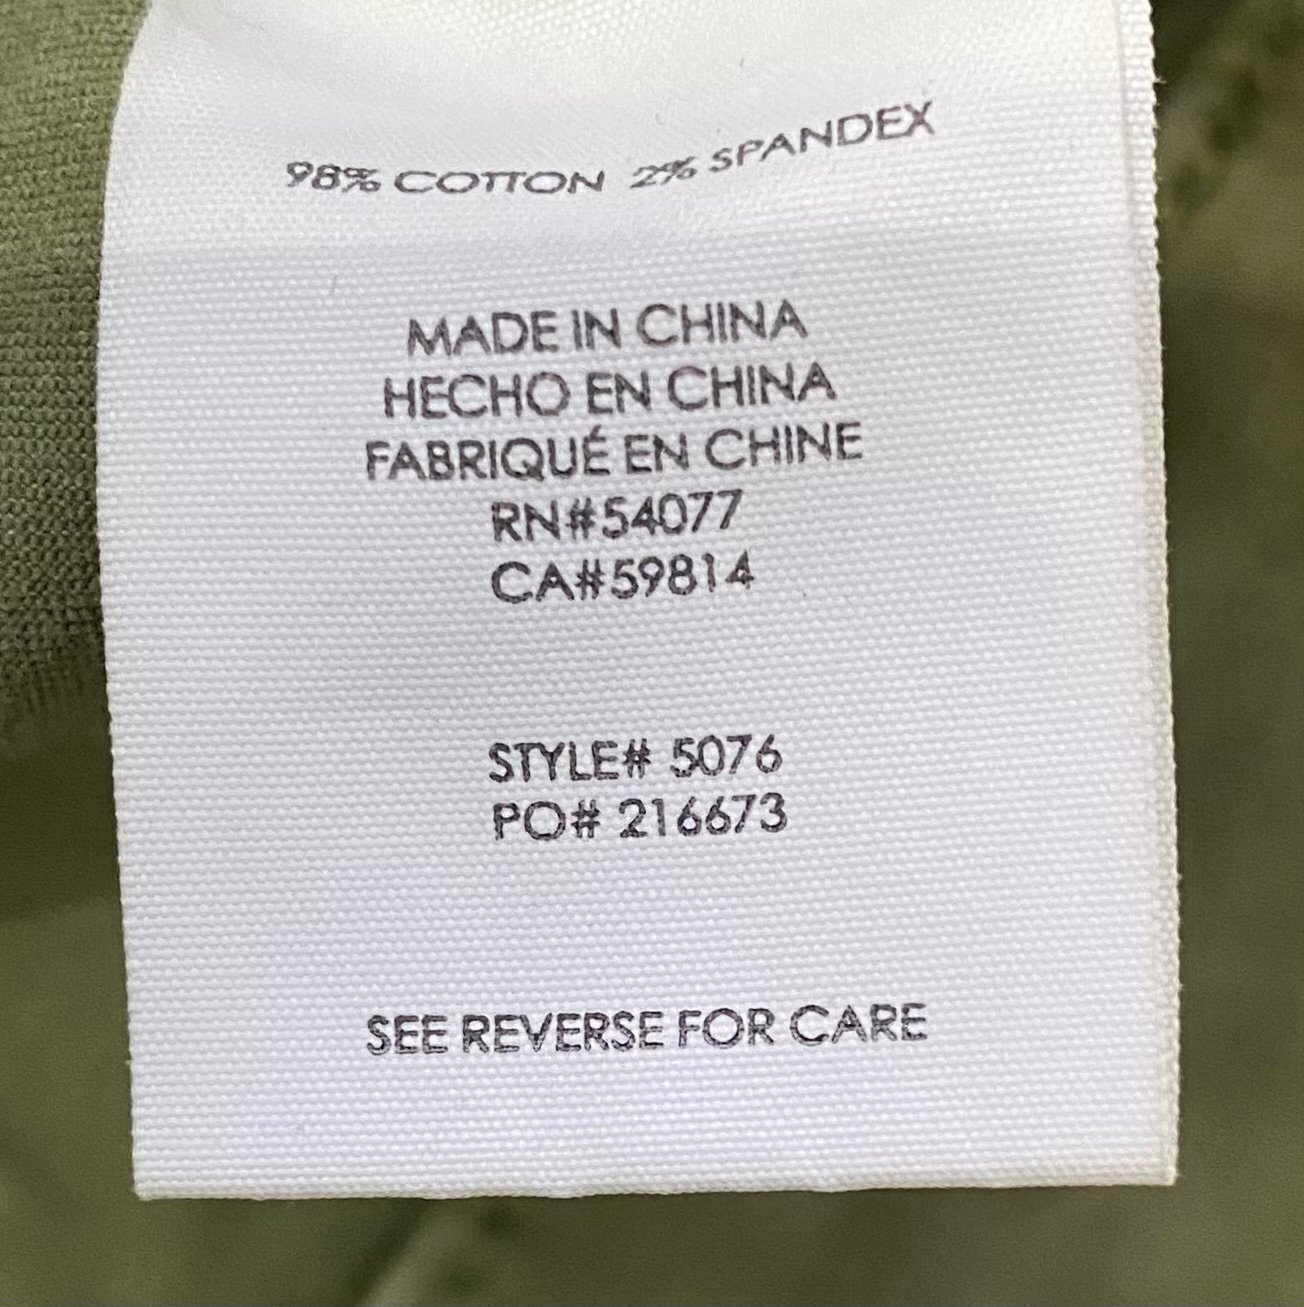 98% COTTON 2% SPANDEX
MADE IN CHINA
HECHO EN CHINA
FABRIQUÉ EN CHINE
RN#54077
CA#59814
STYLE# 5076
PO# 216673
SEE REVERSE FOR CARE